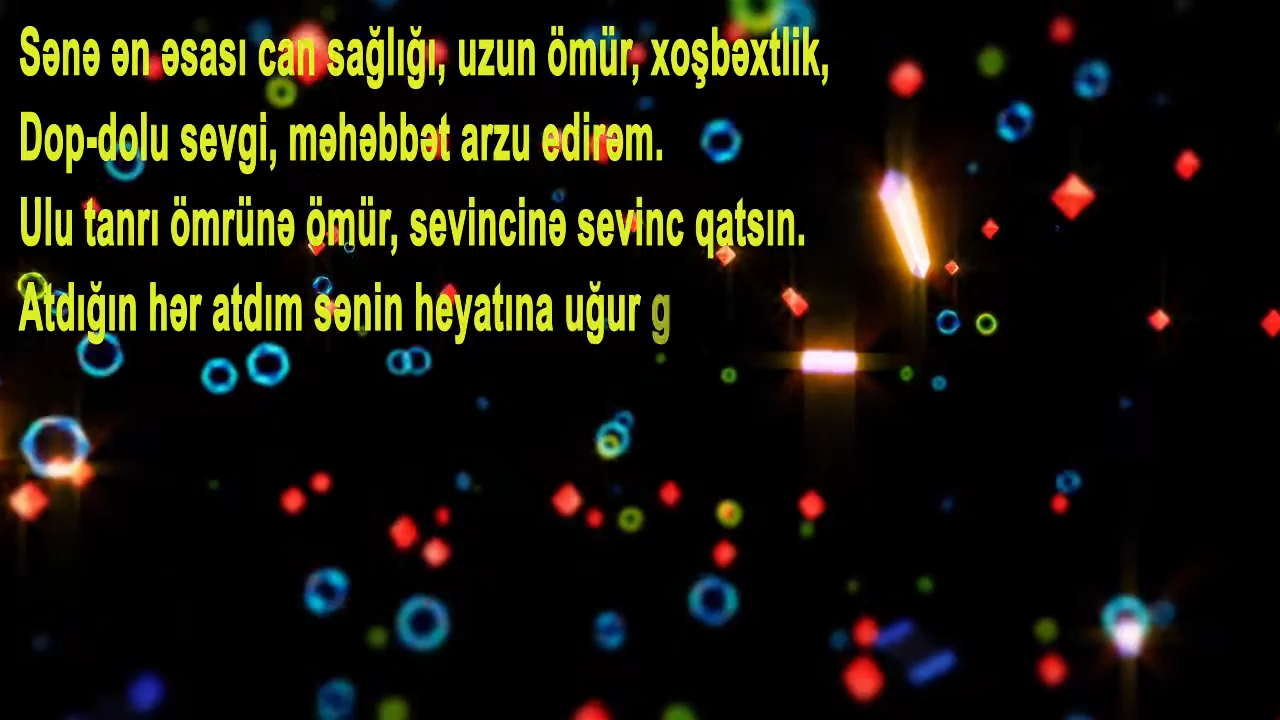 Sənə ən əsası can sağlığı, uzun ömür, xoşbəxtlik,
Dop-dolu sevgi, məhəbbət arzu edirəm.
Ulu tanrı ömrünə ömür, sevincinə sevinc qatsın.
Atdığın hər atdım sənin heyatına uğur g